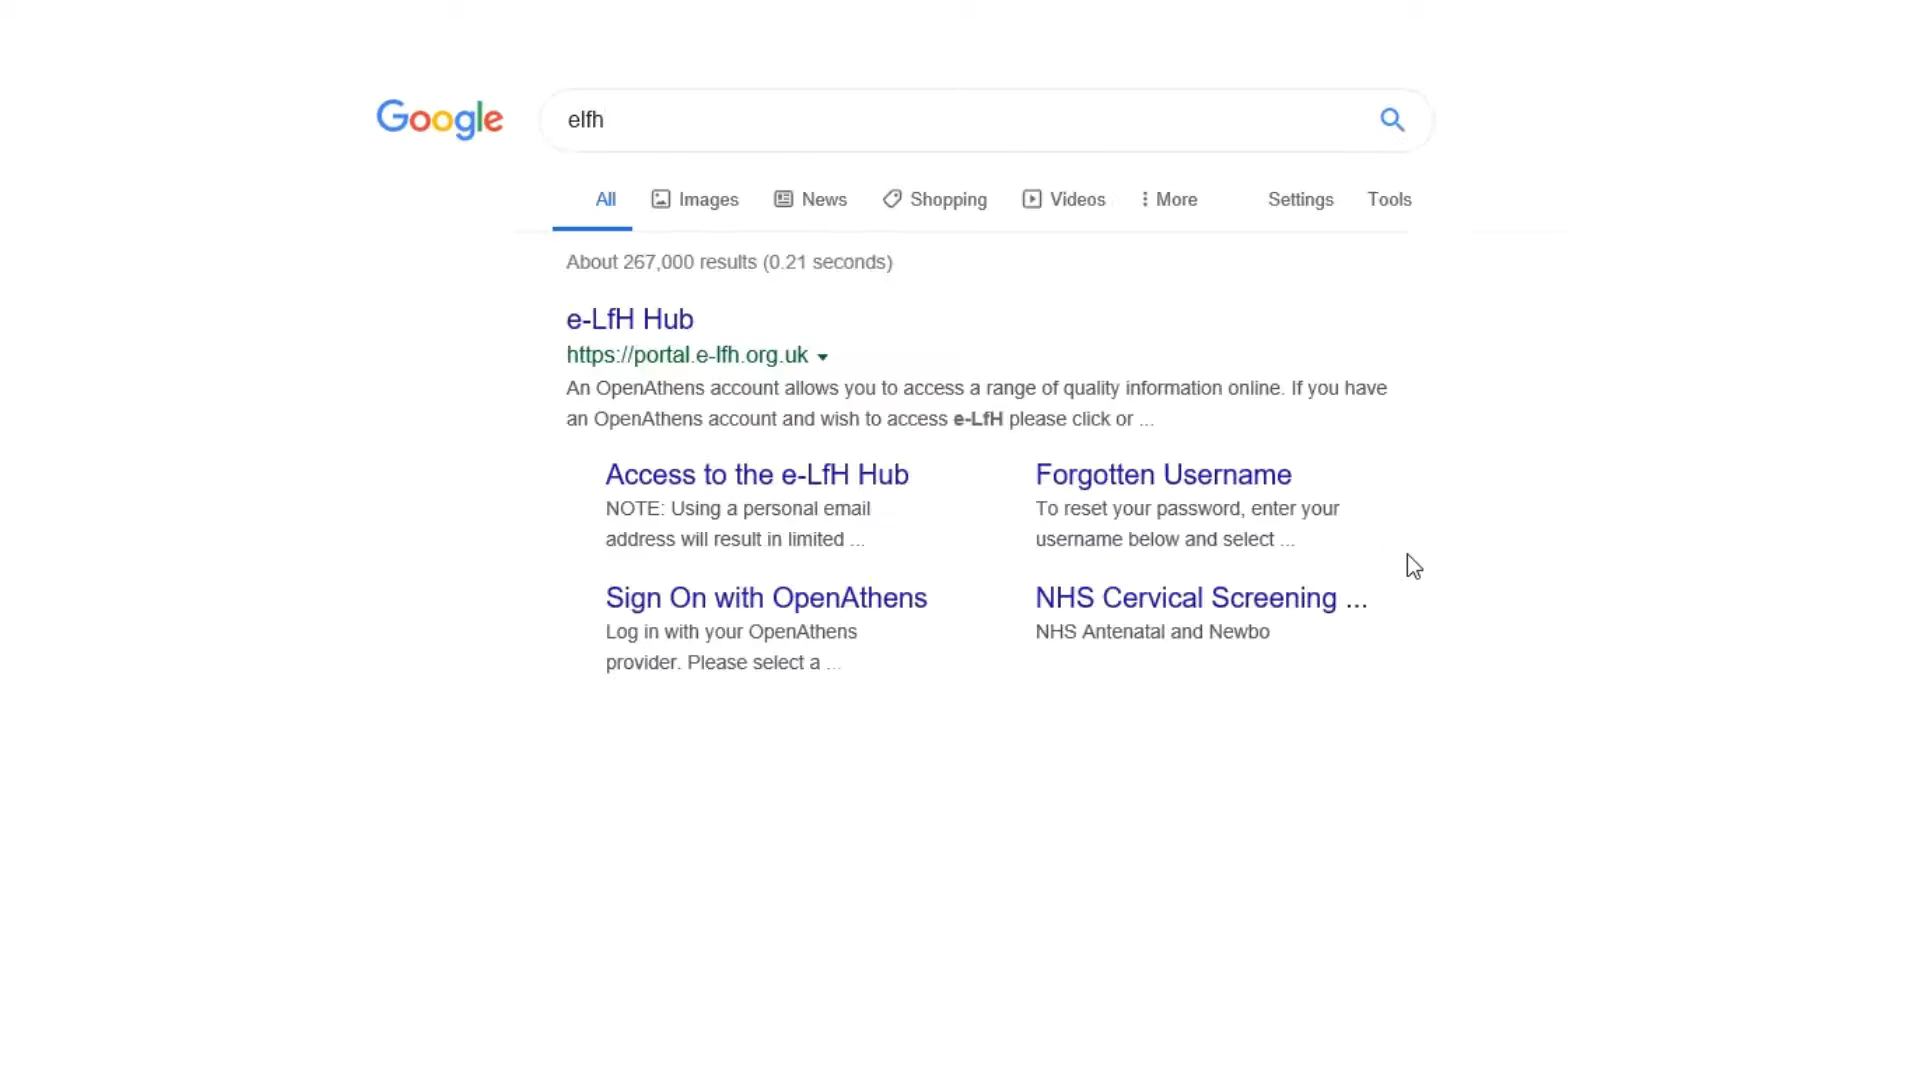 Google
elfh
All Images News Shopping Videos More Settings Tools
About 267,000 results (0.21 seconds)
e-LfH Hub
https://portal.e-lfh.org.uk
An OpenAthens account allows you to access a range of quality information online. If you have
an OpenAthens account and wish to access e-LfH please click or ...
Access to the e-LfH Hub
NOTE: Using a personal email
address will result in limited ...
Forgotten Username
To reset your password, enter your
username below and select ...
Sign On with OpenAthens
Log in with your OpenAthens
provider. Please select a ...
NHS Cervical Screening ...
NHS Antenatal and Newbo